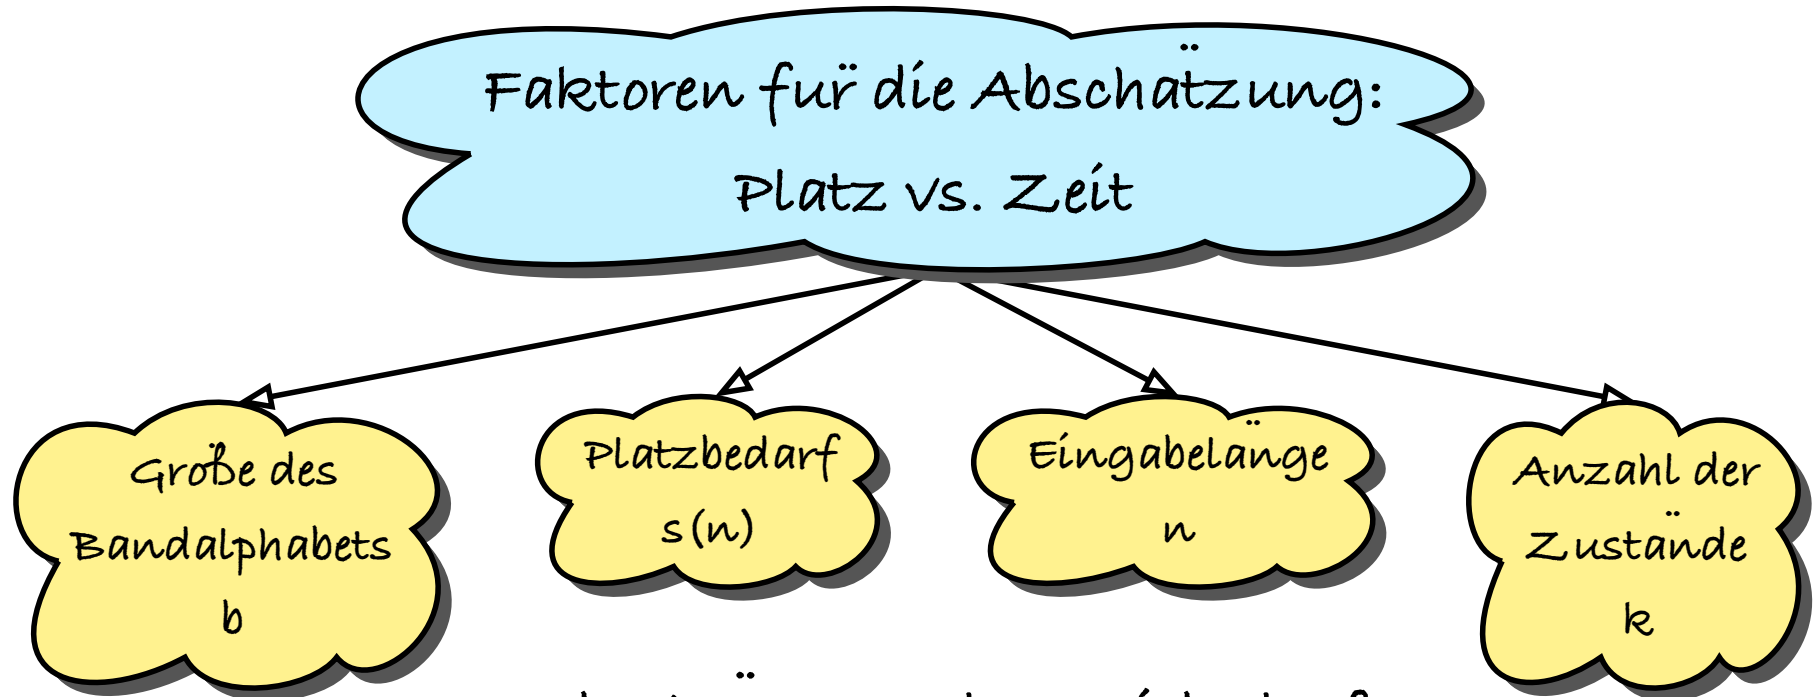 Faktoren für die Abschätzung:
Platz vs. Zeit
Größe des
Bandalphabets
b
Platzbedarf
s(n)
Eingabelänge
n
Anzahl der
Zustände
k